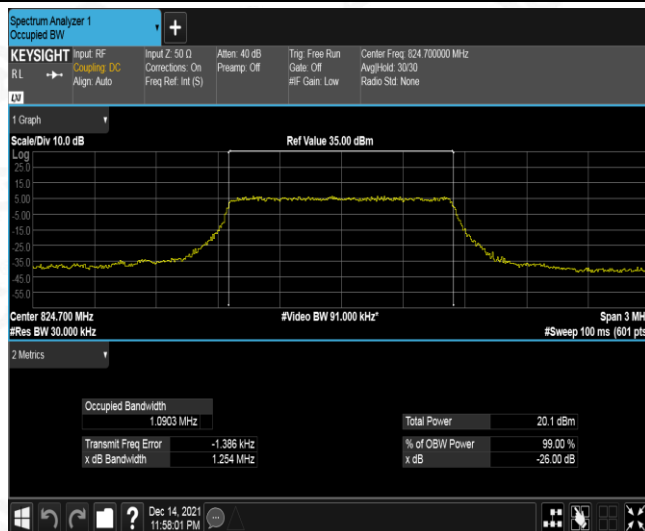 Spectrum Analyzer 1
Occupied BW
+
KEYSIGHT
RL
LXI
Input: RF
Coupling: DC
Align: Auto
Input Z: 50 Ω
Corrections: On
Freq Ref: Int (S)
Atten: 40 dB
Preamp: Off
Trig: Free Run
Gate: Off
#IF Gain: Low
Center Freq: 824.700000 MHz
Avg|Hold: 30/30
Radio Std: None
1 Graph
Scale/Div 10.0 dB
Ref Value 35.00 dBm
Log
25.0
15.0
5.00
-5.00
-15.0
-25.0
-35.0
-45.0
-55.0
Center 824.700 MHz
#Video BW 91.000 kHz*
Span 3 MH
#Res BW 30.000 kHz
#Sweep 100 ms (601 pts
2 Metrics
Occupied Bandwidth
1.0903 MHz
Total Power 20.1 dBm
Transmit Freq Error -1.386 kHz
% of OBW Power 99.00 %
x dB Bandwidth 1.254 MHz
x dB -26.00 dB
?
Dec 14, 2021
11:58:01 PM